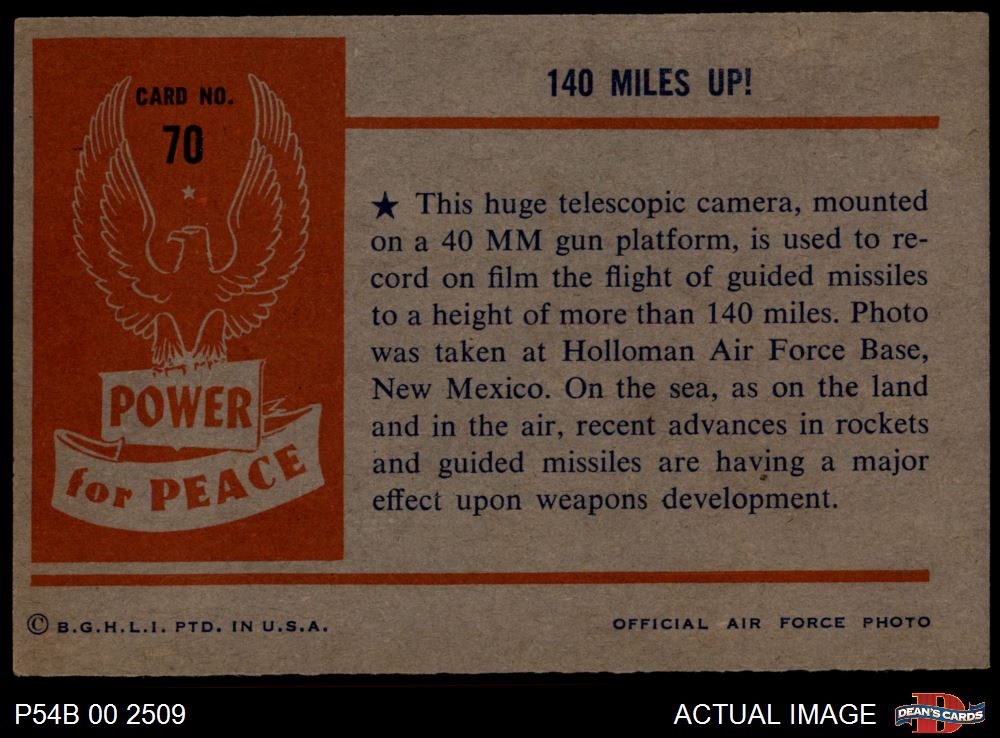 CARD NO.
70
POWER
for PEACE
140 MILES UP!
★ This huge telescopic camera, mounted
on a 40 MM gun platform, is used to re-
cord on film the flight of guided missiles
to a height of more than 140 miles. Photo
was taken at Holloman Air Force Base,
New Mexico. On the sea, as on the land
and in the air, recent advances in rockets
and guided missiles are having a major
effect upon weapons development.
© B.G.H.L.I. PTD. IN U.S.A.
OFFICIAL AIR FORCE PHOTO
P54B 00 2509
ACTUAL IMAGE
DEAN'S CARDS